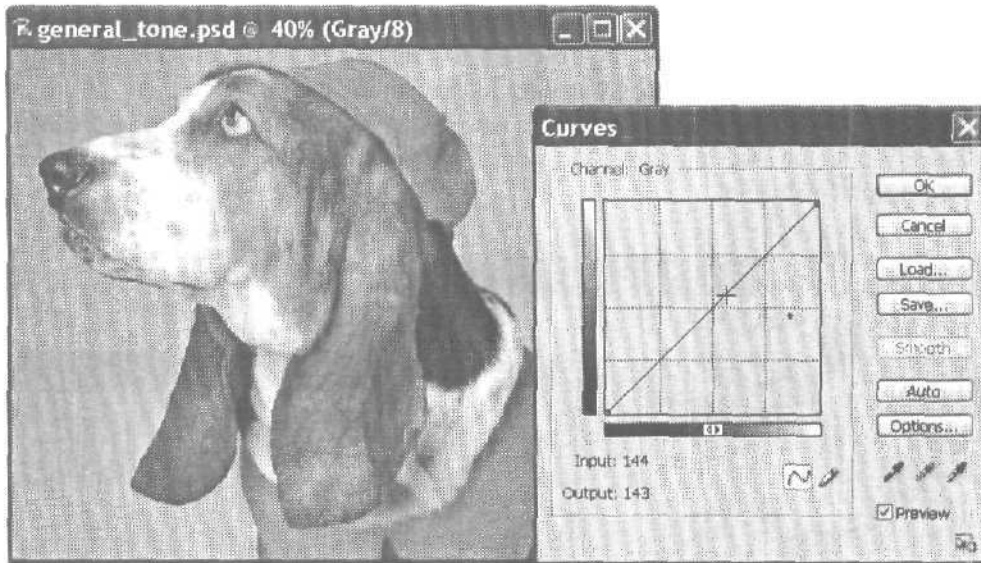 general_tone.psd @ 40% (Gray/8)
Curves
Channel: Gray
OK
Cancel
Load...
Save...
Smooth
Auto
Options...
Input: 144
Output: 143
Preview